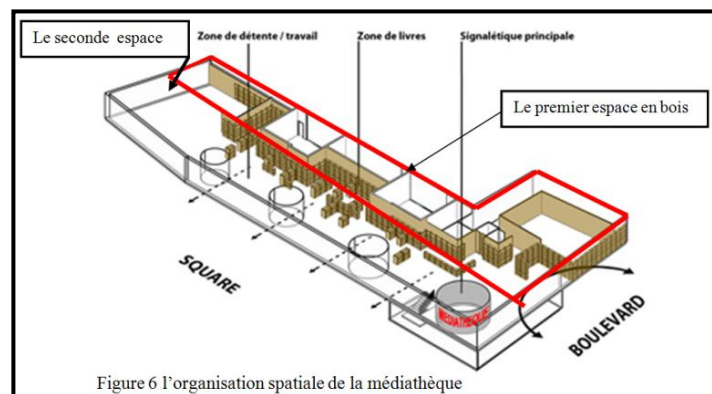 Le seconde espace
Zone de détente / travail
Zone de livres
Signalétique principale
Le premier espace en bois
SQUARE
MEDIATHEQUE
BOULEVARD
Figure 6 l'organisation spatiale de la médiathèque